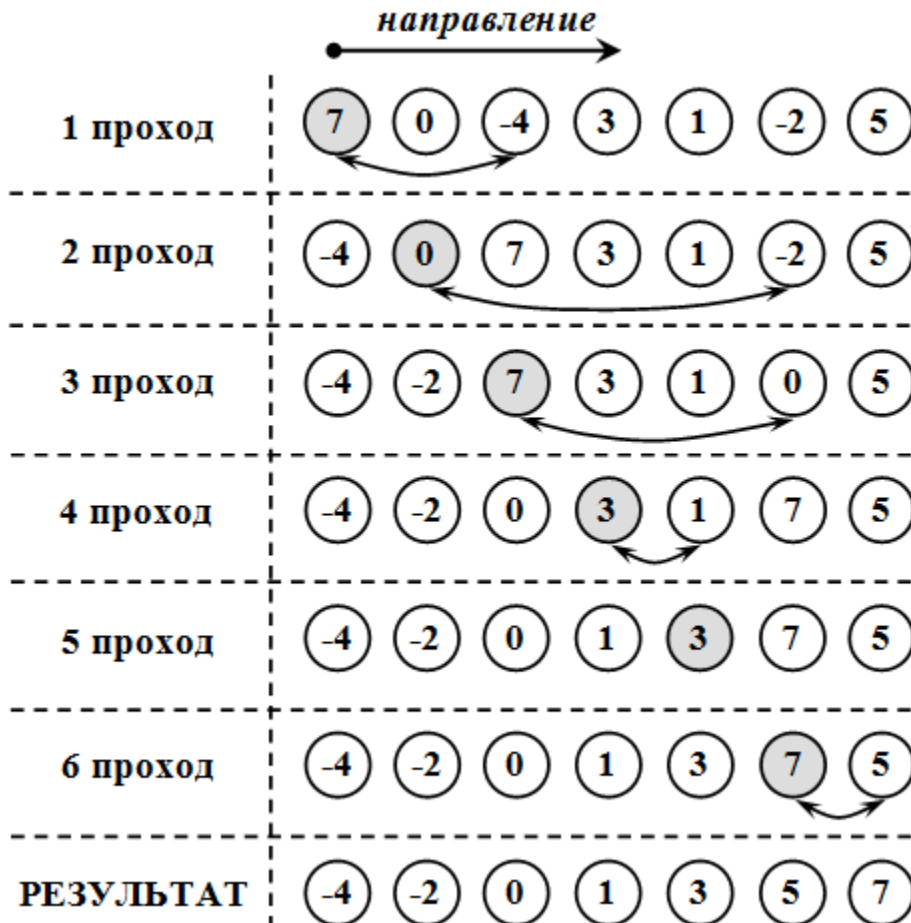 направление
1 проход 7 0 -4 3 1 -2 5
2 проход -4 0 7 3 1 -2 5
3 проход -4 -2 7 3 1 0 5
4 проход -4 -2 0 3 1 7 5
5 проход -4 -2 0 1 3 7 5
6 проход -4 -2 0 1 3 7 5
РЕЗУЛЬТАТ -4 -2 0 1 3 5 7